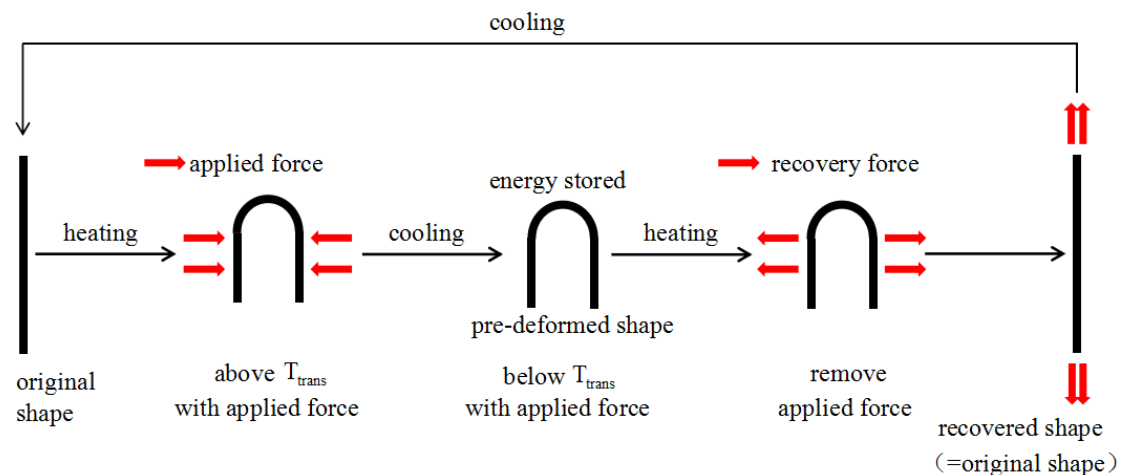 cooling
applied force
recovery force
energy stored
heating
cooling
heating
pre-deformed shape
original
shape
above Ttrans
with applied force
below Ttrans
with applied force
remove
applied force
recovered shape
（=original shape）